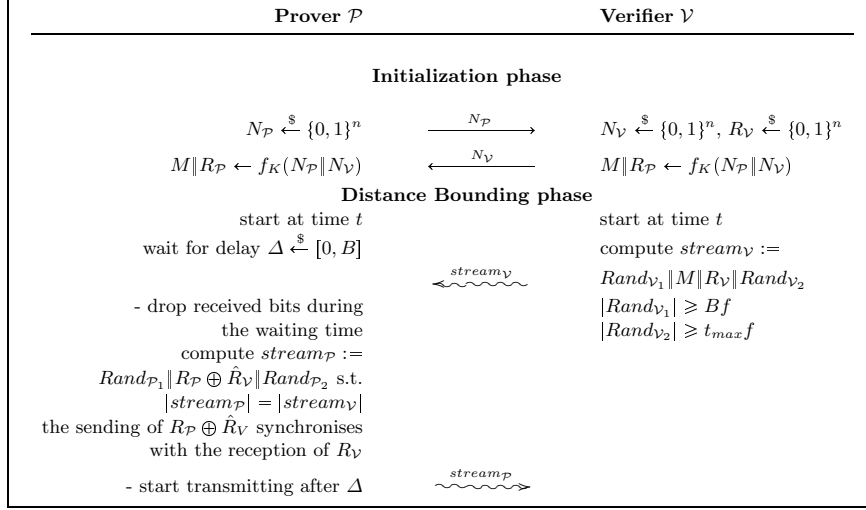 Prover 𝒫 Verifier 𝒱
Initialization phase
N_𝒫 ←$ {0,1}^n N_𝒫 N_𝒱 ←$ {0,1}^n, R_𝒱 ←$ {0,1}^n
M‖R_𝒫 ← f_K(N_𝒫‖N_𝒱) N_𝒱 M‖R_𝒫 ← f_K(N_𝒫‖N_𝒱)
Distance Bounding phase
start at time t start at time t
wait for delay Δ ←$ [0, B] compute stream_𝒱 :=
stream_𝒱 Rand_𝒱₁‖M‖R_𝒱‖Rand_𝒱₂
- drop received bits during |Rand_𝒱₁| ⩾ Bf
the waiting time |Rand_𝒱₂| ⩾ t_max f
compute stream_𝒫 :=
Rand_𝒫₁‖R_𝒫 ⊕ R̂_𝒱‖Rand_𝒫₂ s.t.
|stream_𝒫| = |stream_𝒱|
the sending of R_𝒫 ⊕ R̂_V synchronises
with the reception of R_𝒱
- start transmitting after Δ stream_𝒫